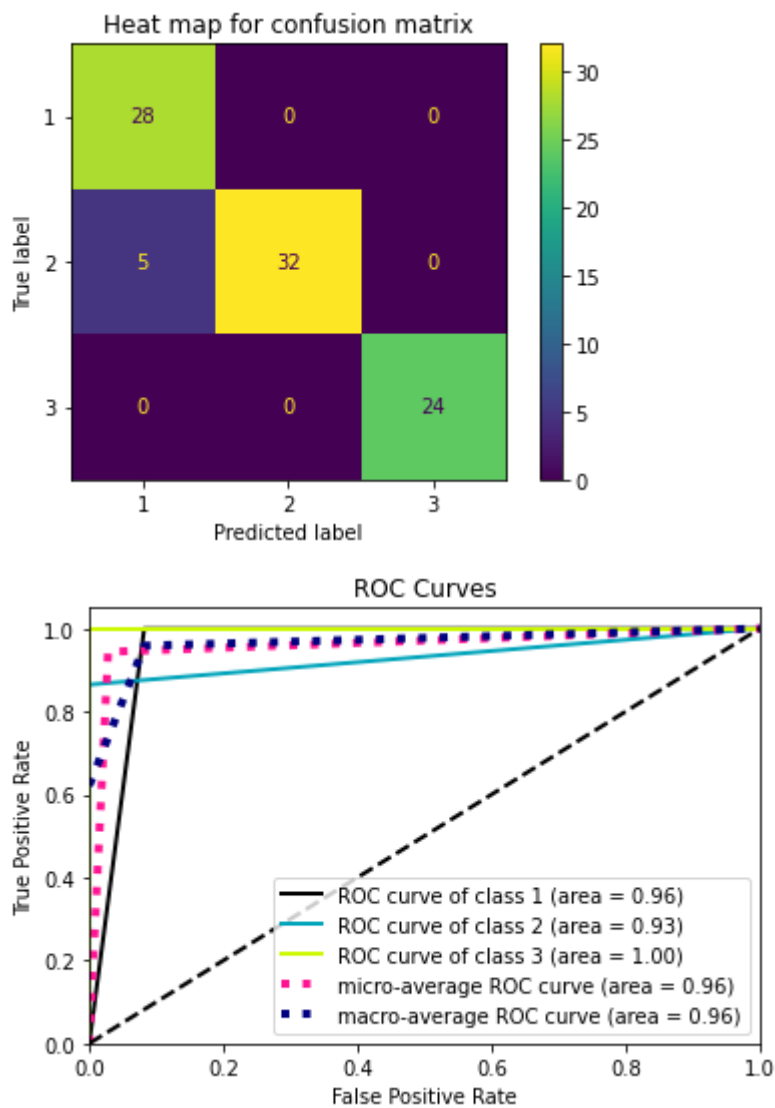 Heat map for confusion matrix
30
1
28 0 0
25
20
True label
2
5 32 0
15
10
3
0 0 24
5
0
1 2 3
Predicted label
ROC Curves
1.0
0.8
True Positive Rate
0.6
0.4
ROC curve of class 1 (area = 0.96)
ROC curve of class 2 (area = 0.93)
0.2
ROC curve of class 3 (area = 1.00)
micro-average ROC curve (area = 0.96)
macro-average ROC curve (area = 0.96)
0.0
0.0 0.2 0.4 0.6 0.8 1.0
False Positive Rate